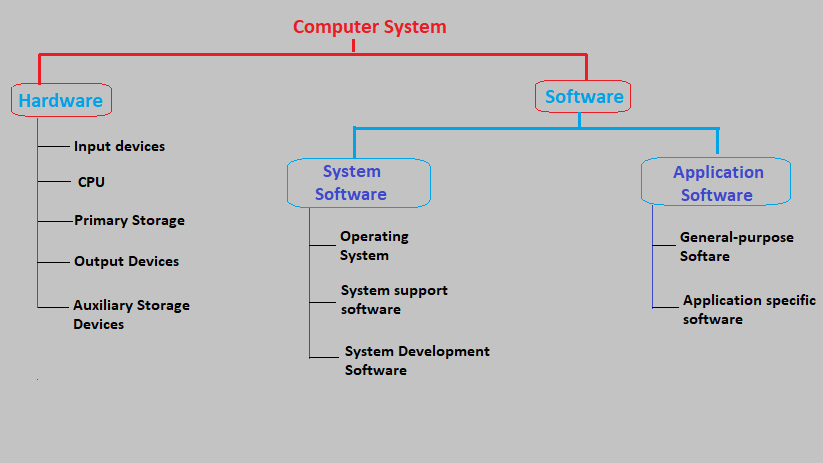 Computer System
Hardware
Input devices
CPU
Primary Storage
Output Devices
Auxiliary Storage
Devices
Software
System
Software
Operating
System
System support
software
System Development
Software
Application
Software
General-purpose
Softare
Application specific
software